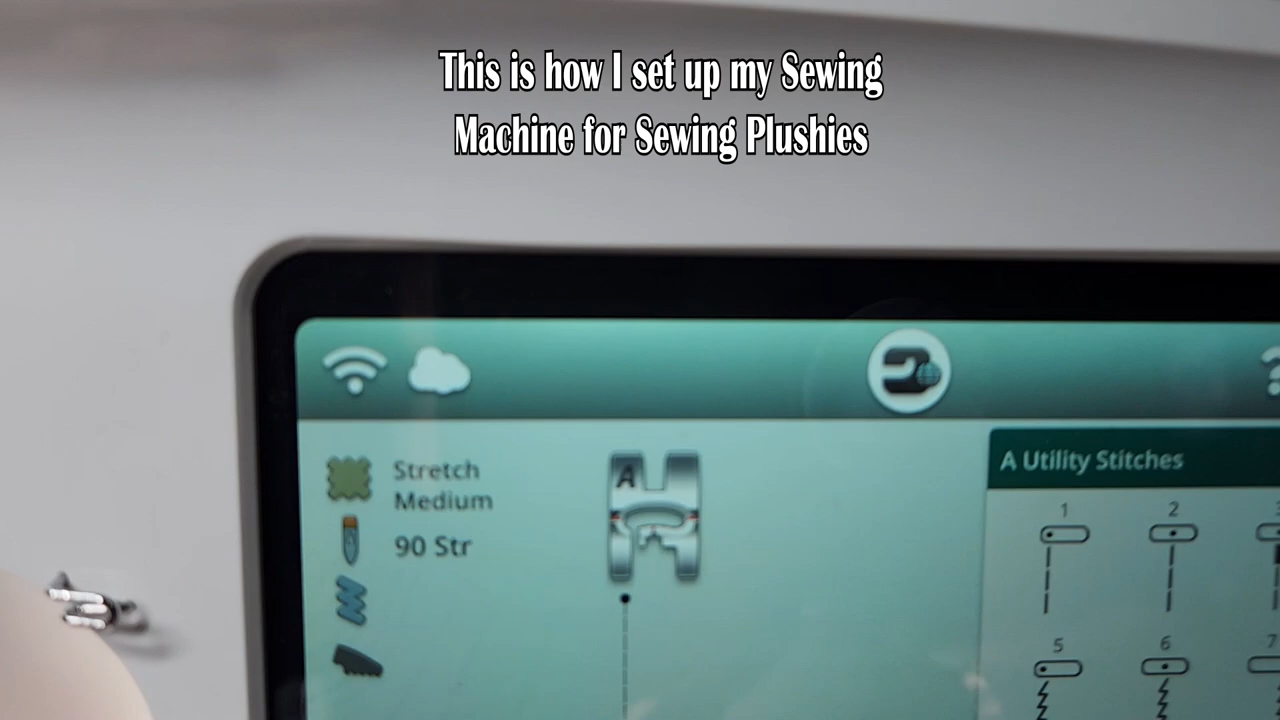 This is how I set up my Sewing
Machine for Sewing Plushies
Stretch
Medium
90 Str
A
A Utility Stitches
1
2
5
6
7